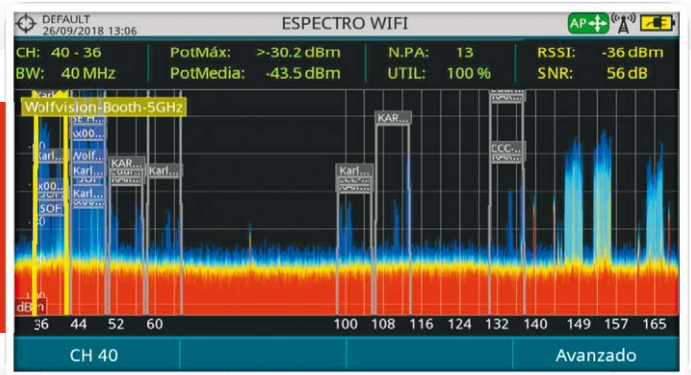 DEFAULT
26/09/2018 13:06
ESPECTRO WIFI
AP
CH: 40 - 36
PotMáx: >-30.2 dBm
N.PA: 13
RSSI: -36 dBm
BW: 40 MHz
PotMedia: -43.5 dBm
UTIL: 100 %
SNR: 56 dB
Wolfvision-Booth-5GHz
KAR...
CCC-...
Karl...
Karl...
KAR...
Karl...
Karl...
SOF
Karl...
dBm
36 44 52 60 100 108 116 124 132 140 149 157 165
CH 40
Avanzado